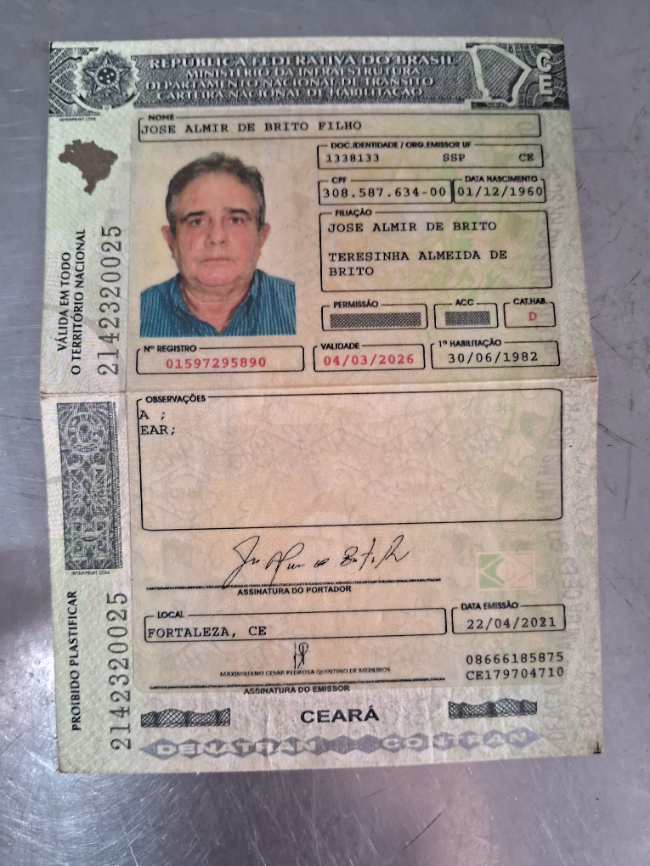 REPÚBLICA FEDERATIVA DO BRASIL
MINISTÉRIO DA INFRAESTRUTURA
DEPARTAMENTO NACIONAL DE TRÂNSITO
CARTEIRA NACIONAL DE HABILITAÇÃO
CE
NOME
JOSE ALMIR DE BRITO FILHO
DOC. IDENTIDADE / ORG. EMISSOR UF
1338133 SSP CE
CPF DATA NASCIMENTO
308.587.634-00 01/12/1960
FILIAÇÃO
JOSE ALMIR DE BRITO
TERESINHA ALMEIDA DE
BRITO
PERMISSÃO ACC CAT.HAB.
D
Nº REGISTRO VALIDADE 1ª HABILITAÇÃO
01597295890 04/03/2026 30/06/1982
VÁLIDA EM TODO
O TERRITÓRIO NACIONAL
2142320025
OBSERVAÇÕES
A ;
EAR;
ASSINATURA DO PORTADOR
LOCAL DATA EMISSÃO
FORTALEZA, CE 22/04/2021
MAXIMILIANO CESAR PEDROSA QUINTINO DE MEDEIROS
08666185875
CE179704710
ASSINATURA DO EMISSOR
PROIBIDO PLASTIFICAR
2142320025
CEARÁ
DENATRAN CONTRAN